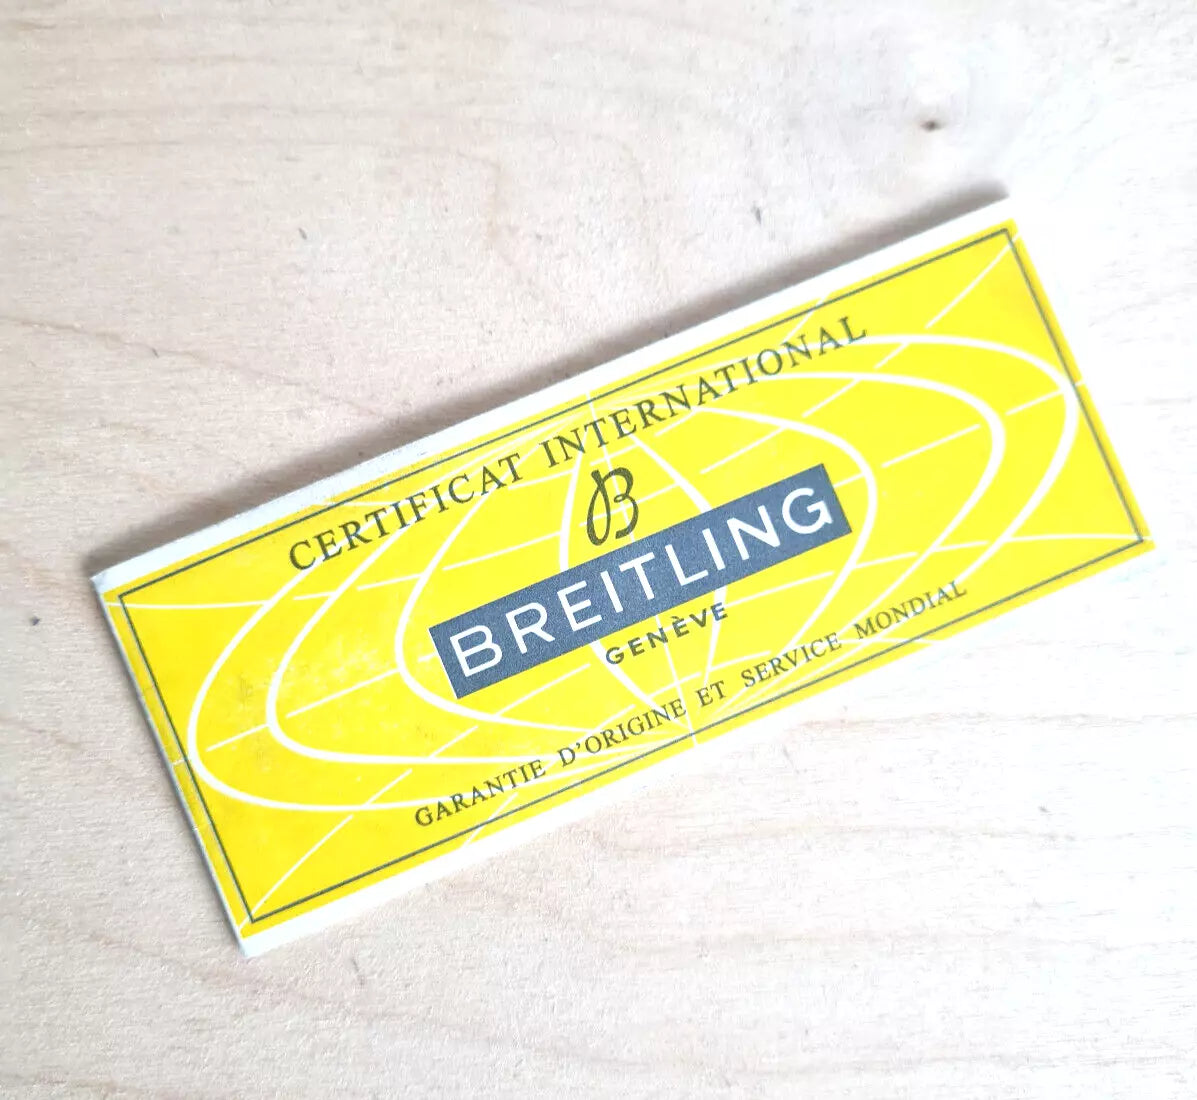 CERTIFICAT INTERNATIONAL
B
BREITLING
GENÈVE
GARANTIE D'ORIGINE ET SERVICE MONDIAL